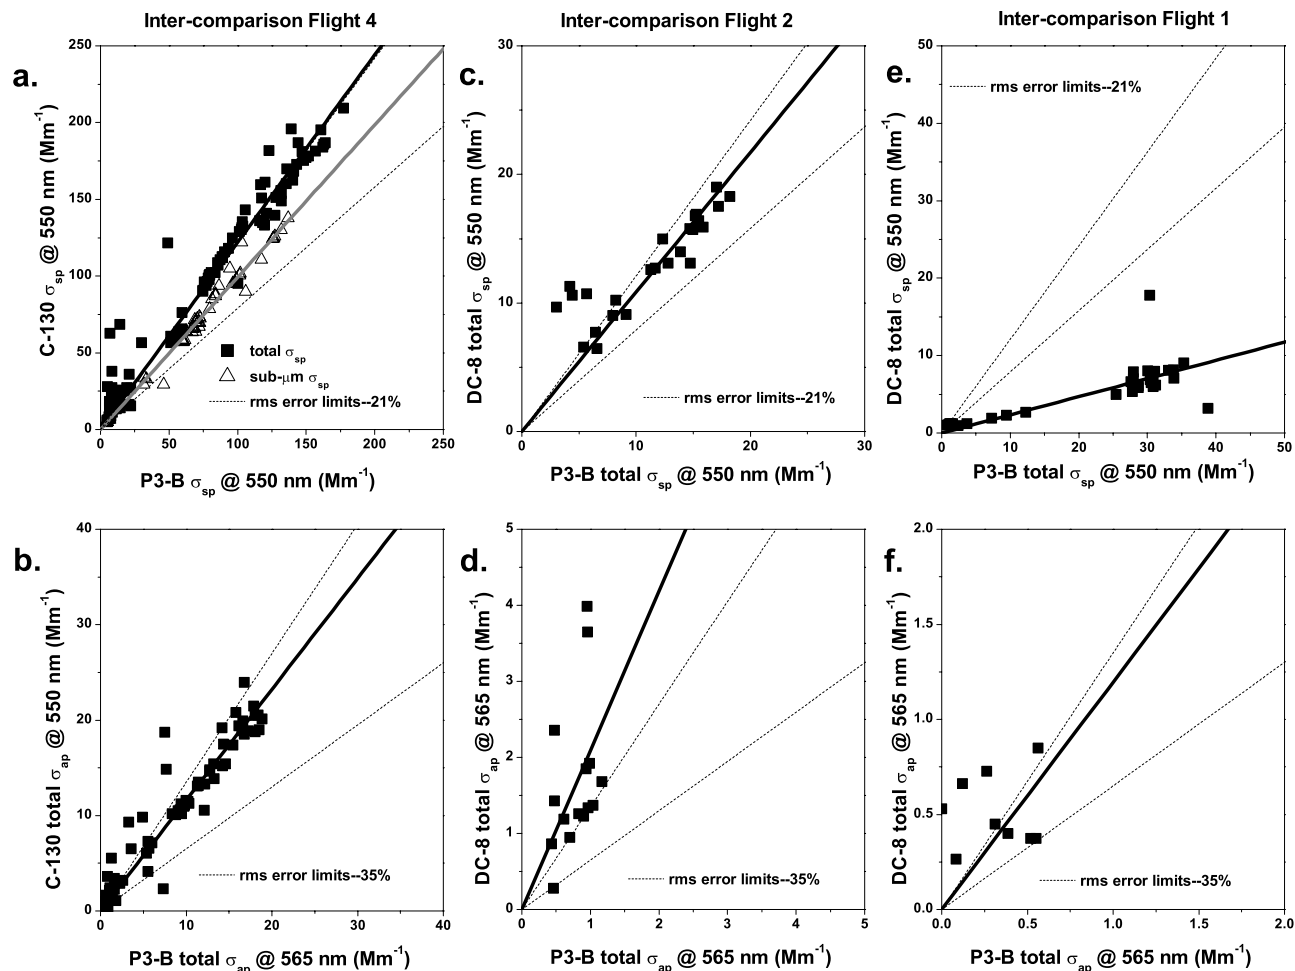 Inter-comparison Flight 4
a.
C-130 σsp @ 550 nm (Mm-1)
250
200
150
100
50
0
total σsp
sub-μm σsp
rms error limits--21%
0 50 100 150 200 250
P3-B σsp @ 550 nm (Mm-1)
Inter-comparison Flight 2
c.
DC-8 total σsp @ 550 nm (Mm-1)
30
20
10
0
rms error limits--21%
0 10 20 30
P3-B total σsp @ 550 nm (Mm-1)
Inter-comparison Flight 1
e.
DC-8 total σsp @ 550 nm (Mm-1)
50
40
30
20
10
0
rms error limits--21%
0 10 20 30 40 50
P3-B total σsp @ 550 nm (Mm-1)
b.
C-130 total σap @ 550 nm (Mm-1)
40
30
20
10
0
rms error limits--35%
0 10 20 30 40
P3-B total σap @ 565 nm (Mm-1)
d.
DC-8 total σap @ 565 nm (Mm-1)
5
4
3
2
1
0
rms error limits--35%
0 1 2 3 4 5
P3-B total σap @ 565 nm (Mm-1)
f.
DC-8 total σap @ 565 nm (Mm-1)
2.0
1.5
1.0
0.5
0.0
rms error limits--35%
0.0 0.5 1.0 1.5 2.0
P3-B total σap @ 565 nm (Mm-1)